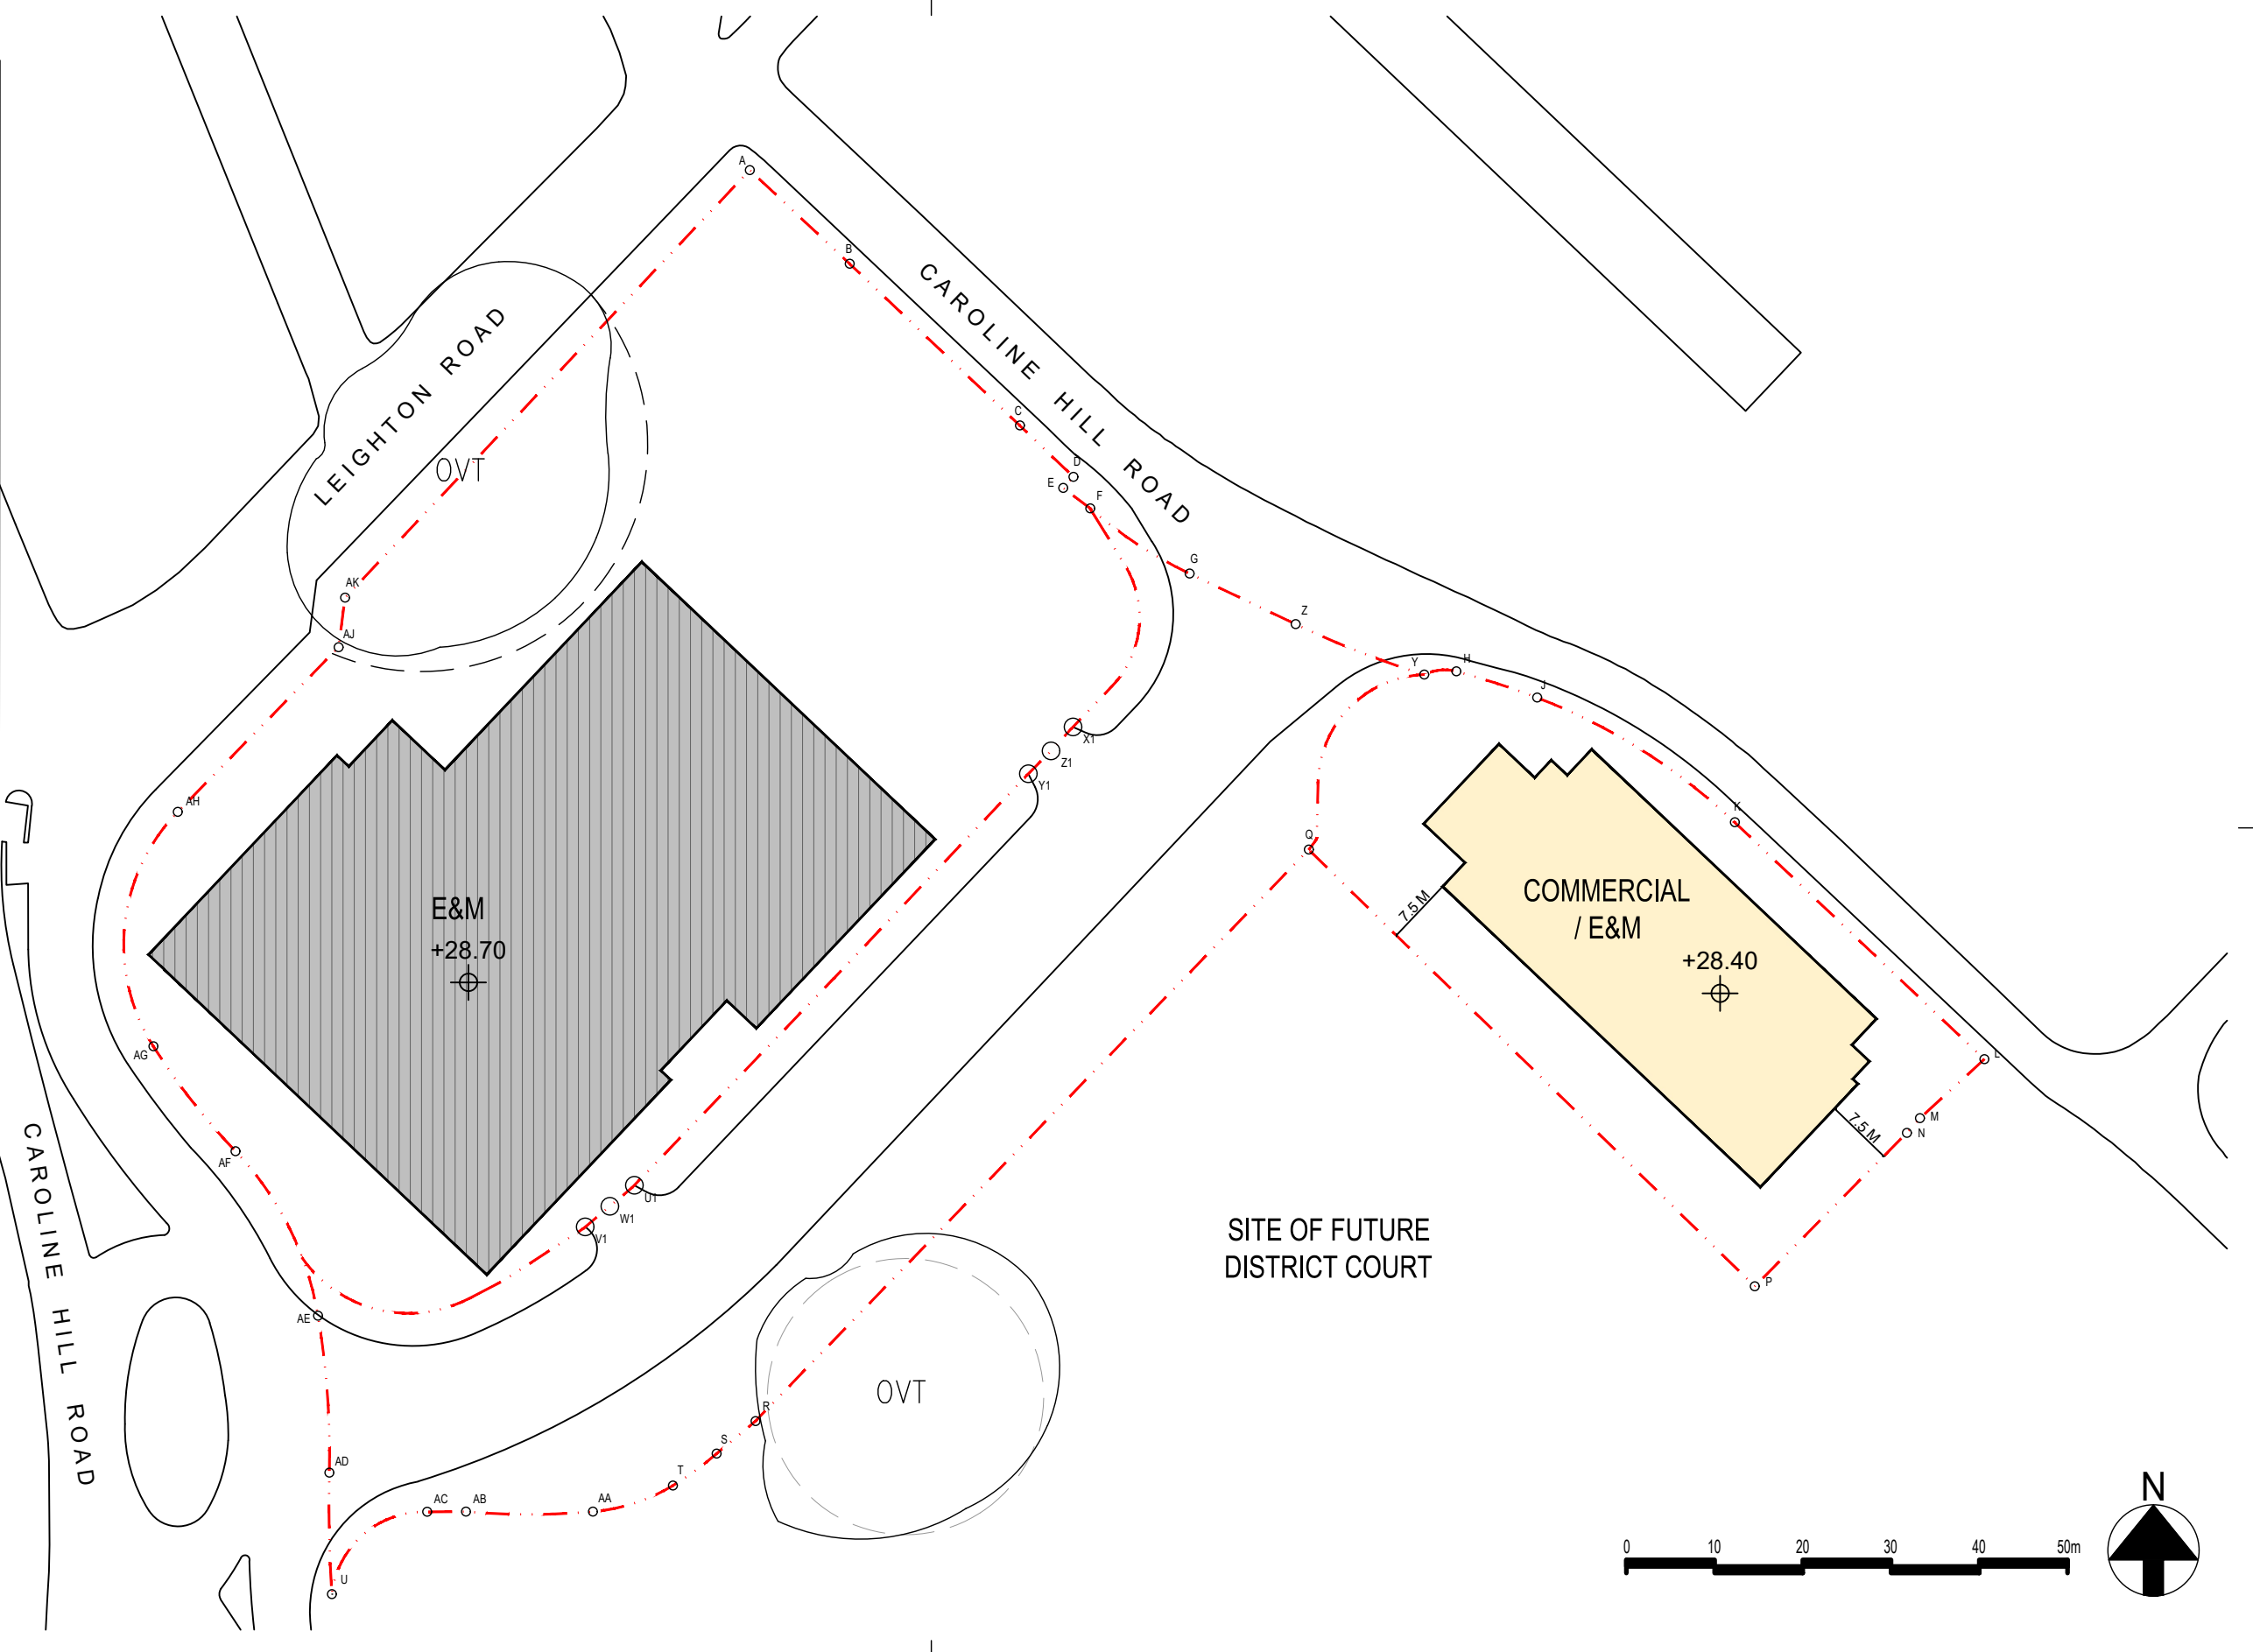 A
B
CAROLINE HILL ROAD
LEIGHTON ROAD
OVT
C
D
E
F
G
Z
AK
AJ
Y
H
J
X1
Z1
Y1
AH
K
Q
COMMERCIAL
/ E&M
+28.40
7.5 M
E&M
+28.70
AG
L
M
N
7.5 M
AF
CAROLINE HILL ROAD
U1
W1
V1
SITE OF FUTURE
DISTRICT COURT
P
AE
OVT
R
S
T
AD
AC
AB
AA
U
N
0 10 20 30 40 50m